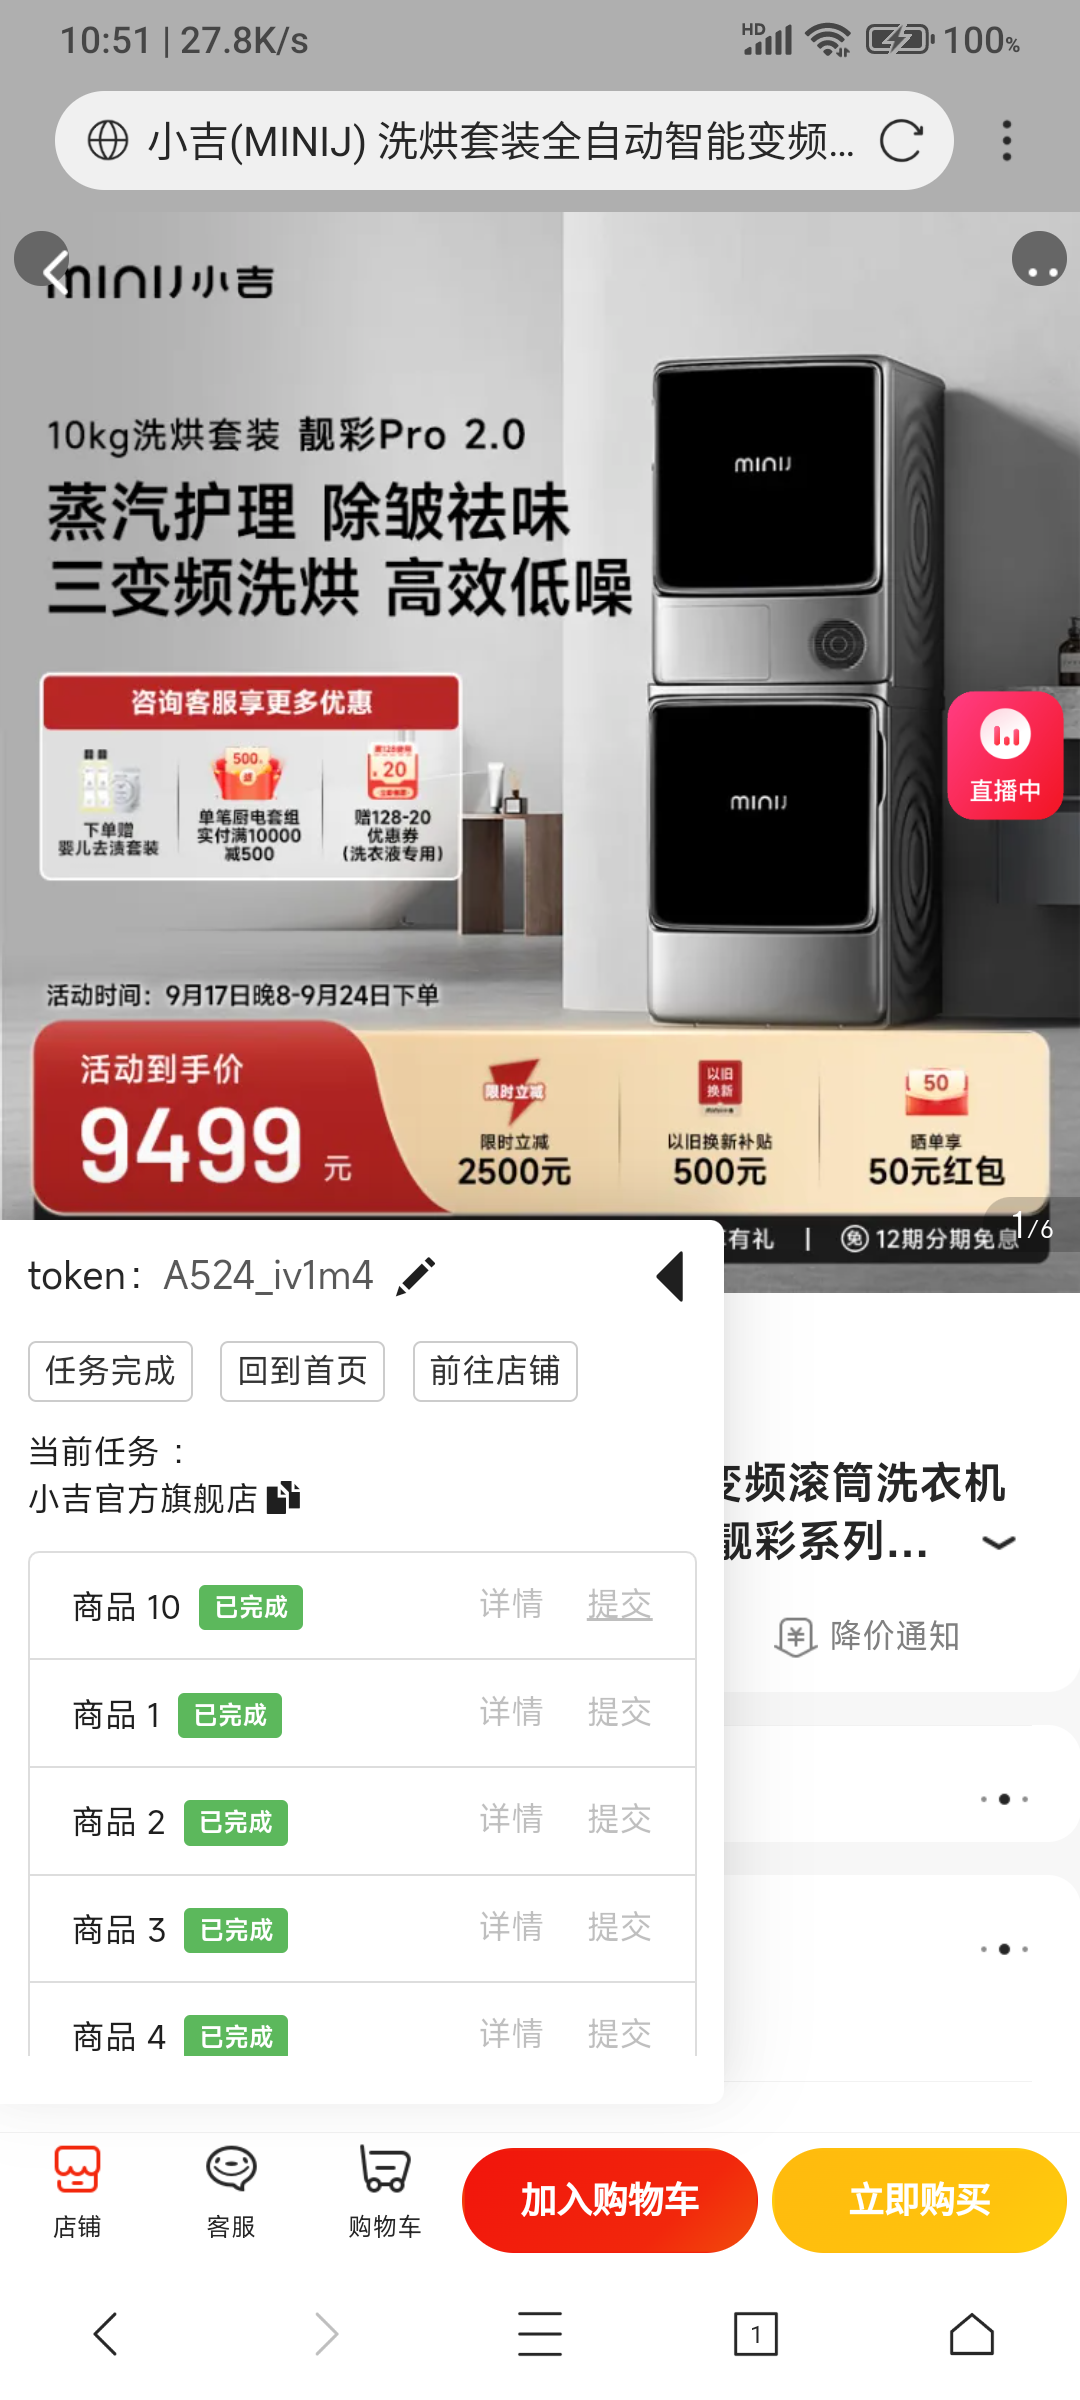 10:51 | 27.8K/s
HD
100%
小吉(MINIJ) 洗烘套装全自动智能变频...
MINIJ小吉
10kg洗烘套装 靓彩Pro 2.0
蒸汽护理 除皱祛味
三变频洗烘 高效低噪
minij
minij
咨询客服享更多优惠
500
20
下单赠
婴儿去渍套装
单笔厨电套组
实付满10000
减500
赠128-20
优惠券
(洗衣液专用)
直播中
活动时间：9月17日晚8-9月24日下单
活动到手价
9499 元
限时立减
限时立减
2500元
以旧
换新
以旧换新补贴
500元
50
晒单享
50元红包
有礼 | 免 12期分期免息
1/6
token： A524_iv1m4
任务完成
回到首页
前往店铺
当前任务 ：
小吉官方旗舰店
商品 10 已完成 详情 提交
商品 1 已完成 详情 提交
商品 2 已完成 详情 提交
商品 3 已完成 详情 提交
商品 4 已完成 详情 提交
变频滚筒洗衣机
靓彩系列...
降价通知
店铺
客服
购物车
加入购物车
立即购买
1